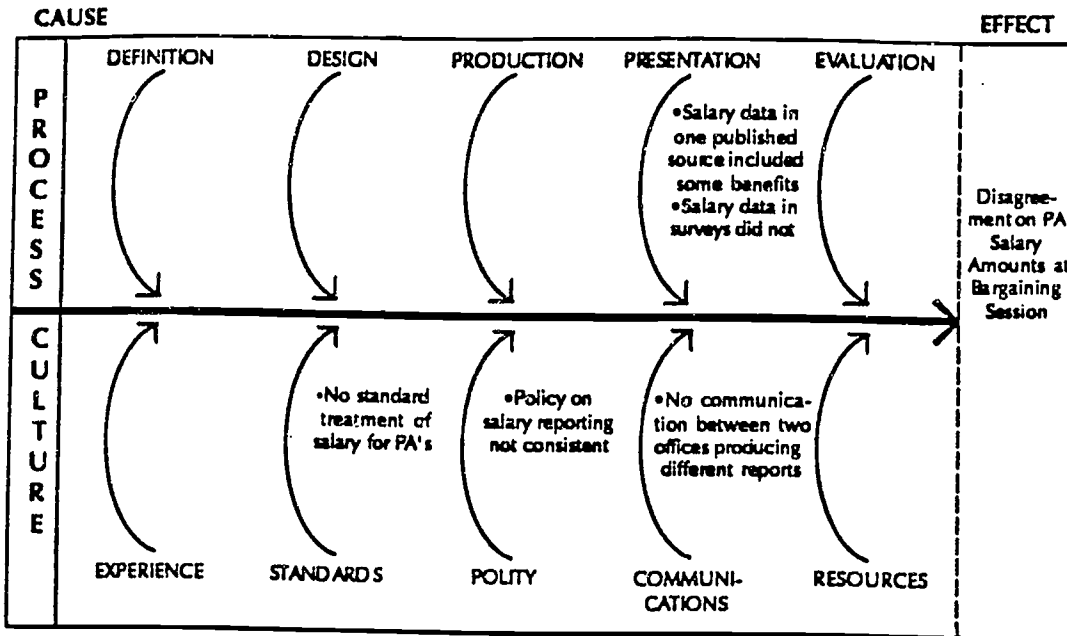 CAUSE
EFFECT
PROCESS
DEFINITION
DESIGN
PRODUCTION
PRESENTATION
EVALUATION
•Salary data in
one published
source included
some benefits
•Salary data in
surveys did not
Disagree-
ment on PA
Salary
Amounts at
Bargaining
Session
CULTURE
•No standard
treatment of
salary for PA's
•Policy on
salary reporting
not consistent
•No communica-
tion between two
offices producing
different reports
EXPERIENCE
STANDARDS
POLITY
COMMUNI-
CATIONS
RESOURCES